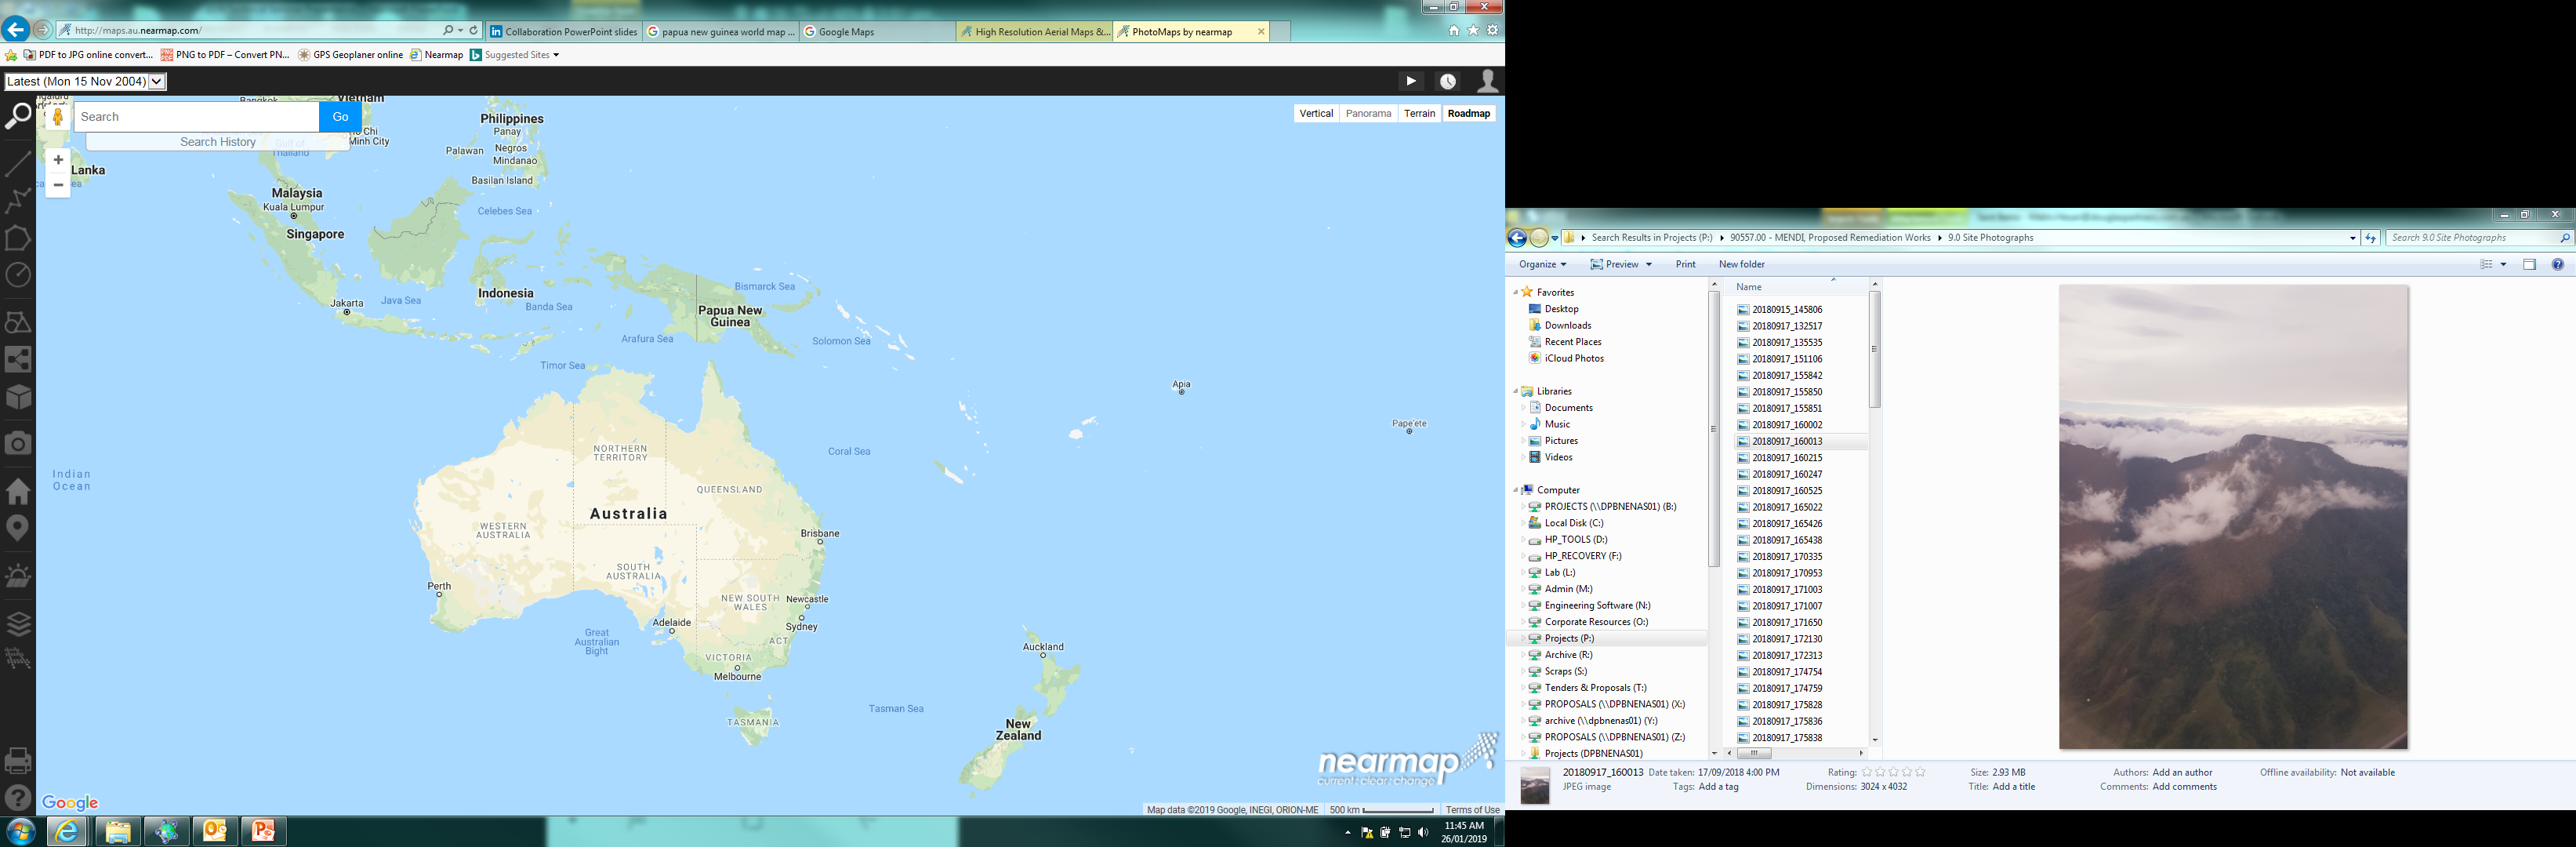 http://maps.au.nearmap.com/
Collaboration PowerPoint slides
papua new guinea world map ...
Google Maps
High Resolution Aerial Maps &...
PhotoMaps by nearmap
PDF to JPG online convert...
PNG to PDF – Convert PN...
GPS Geoplaner online
Nearmap
Suggested Sites
Latest (Mon 15 Nov 2004)
Search
Go
Search History
Vertical
Panorama
Terrain
Roadmap
Vietnam
Philippines
Panay
Negros
Palawan
Mindanao
Lanka
Basilan Island
Malaysia
Kuala Lumpur
Celebes Sea
Singapore
Indonesia
Bismarck Sea
Jakarta
Java Sea
Banda Sea
Papua New
Guinea
Arafura Sea
Solomon Sea
Timor Sea
Apia
Pape'ete
NORTHERN
TERRITORY
Coral Sea
Indian
Ocean
QUEENSLAND
Australia
WESTERN
AUSTRALIA
Brisbane
SOUTH
AUSTRALIA
Perth
NEW SOUTH
WALES
Newcastle
Adelaide
Sydney
Great
Australian
Bight
ACT
VICTORIA
Melbourne
Auckland
Tasman Sea
TASMANIA
New
Zealand
nearmap
current:clear:change
Google
Map data ©2019 Google, INEGI, ORION-ME
500 km
Terms of Use
11:45 AM
26/01/2019
Search Results in Projects (P:)
90557.00 - MENDI, Proposed Remediation Works
9.0 Site Photographs
Search 9.0 Site Photographs
Organize
Preview
Print
New folder
Favorites
Desktop
Downloads
Recent Places
iCloud Photos
Libraries
Documents
Music
Pictures
Videos
Computer
PROJECTS (\\DPBNENAS01) (B:)
Local Disk (C:)
HP_TOOLS (D:)
HP_RECOVERY (F:)
Lab (L:)
Admin (M:)
Engineering Software (N:)
Corporate Resources (O:)
Projects (P:)
Archive (R:)
Scraps (S:)
Tenders & Proposals (T:)
PROPOSALS (\\DPBNENAS01) (X:)
archive (\\dpbnenas01) (Y:)
PROPOSALS (\\DPBNENAS01) (Z:)
Projects (DPBNENAS01)
Name
20180915_145806
20180917_132517
20180917_135535
20180917_151106
20180917_155842
20180917_155850
20180917_155851
20180917_160002
20180917_160013
20180917_160215
20180917_160247
20180917_160525
20180917_165022
20180917_165426
20180917_165438
20180917_170335
20180917_170953
20180917_171003
20180917_171007
20180917_171650
20180917_172130
20180917_172313
20180917_174754
20180917_174759
20180917_175828
20180917_175836
20180917_175838
20180917_160013 Date taken: 17/09/2018 4:00 PM Rating: Size: 2.93 MB Authors: Add an author Offline availability: Not available
JPEG image Tags: Add a tag Dimensions: 3024 x 4032 Title: Add a title Comments: Add comments